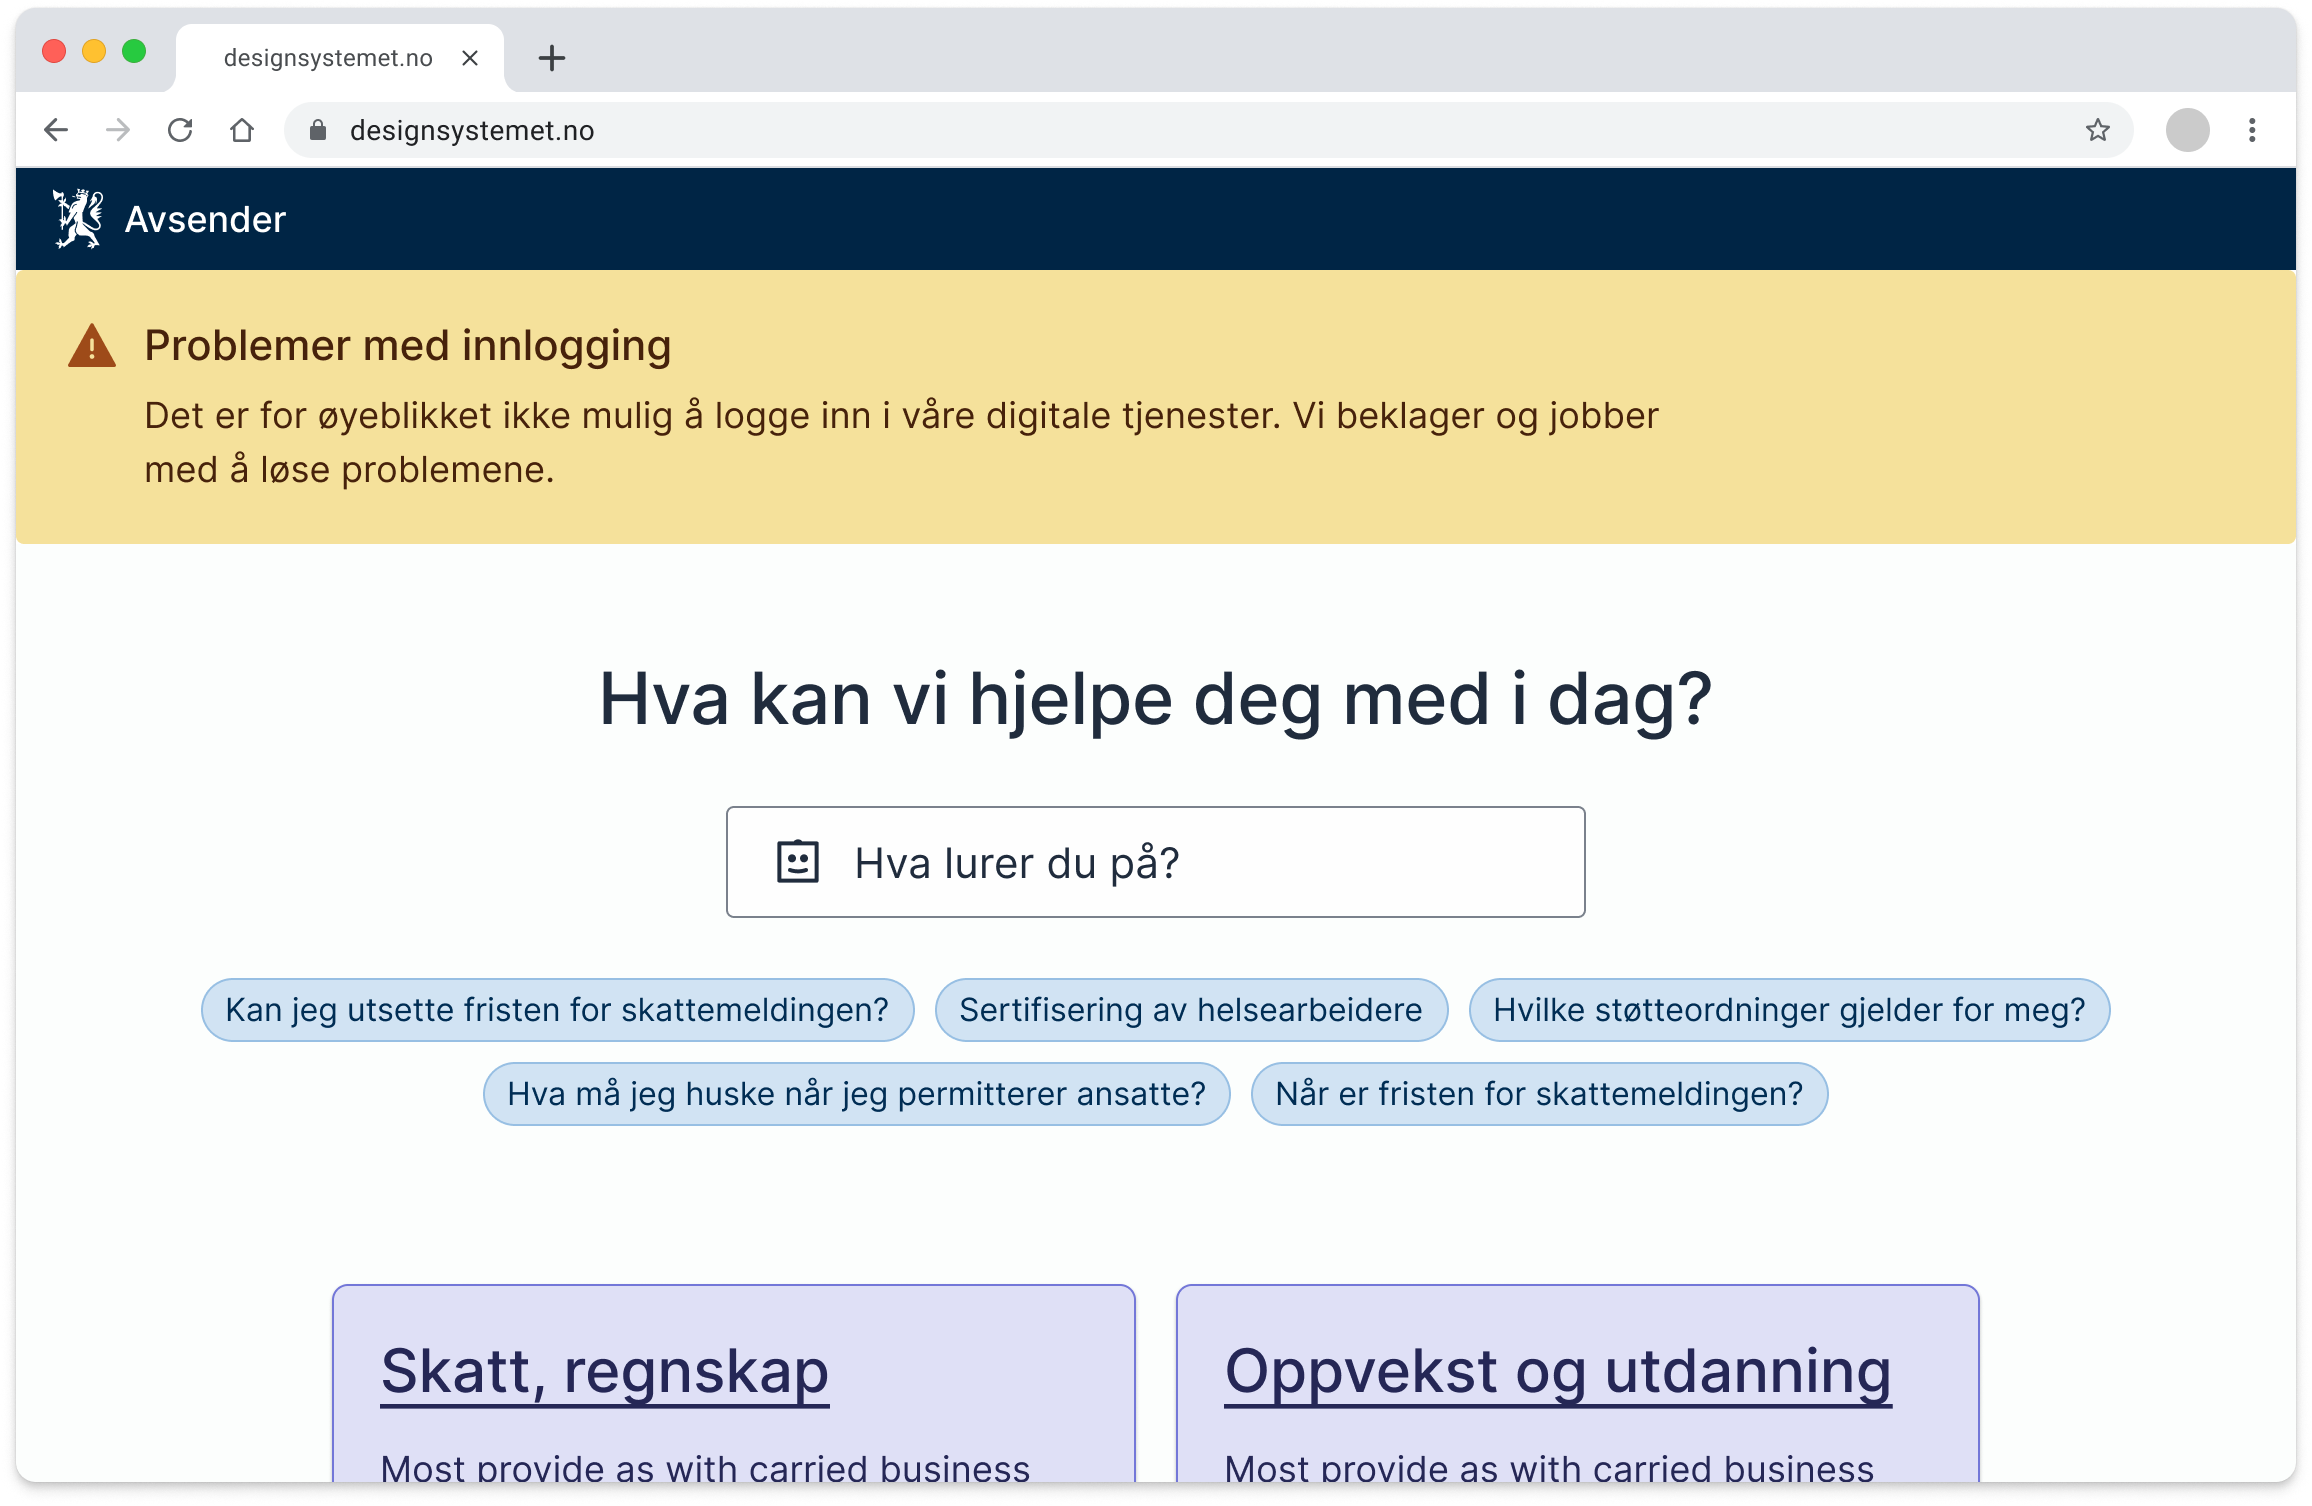 designsystemet.no
designsystemet.no
Avsender
Problemer med innlogging
Det er for øyeblikket ikke mulig å logge inn i våre digitale tjenester. Vi beklager og jobber
med å løse problemene.
Hva kan vi hjelpe deg med i dag?
Hva lurer du på?
Kan jeg utsette fristen for skattemeldingen?
Sertifisering av helsearbeidere
Hvilke støtteordninger gjelder for meg?
Hva må jeg huske når jeg permitterer ansatte?
Når er fristen for skattemeldingen?
Skatt, regnskap
Most provide as with carried business
Oppvekst og utdanning
Most provide as with carried business